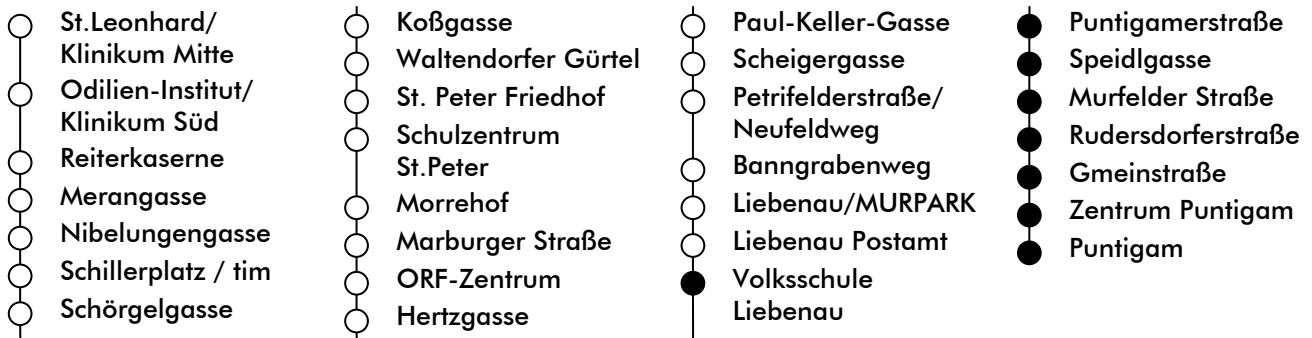 St.Leonhard/
Klinikum Mitte
Odilien-Institut/
Klinikum Süd
Reiterkaserne
Merangasse
Nibelungengasse
Schillerplatz / tim
Schörgelgasse
Koßgasse
Waltendorfer Gürtel
St. Peter Friedhof
Schulzentrum
St.Peter
Morrehof
Marburger Straße
ORF-Zentrum
Hertzgasse
Paul-Keller-Gasse
Scheigergasse
Petrifelderstraße/
Neufeldweg
Banngrabenweg
Liebenau/MURPARK
Liebenau Postamt
Volksschule
Liebenau
Puntigamerstraße
Speidlgasse
Murfelder Straße
Rudersdorferstraße
Gmeinstraße
Zentrum Puntigam
Puntigam